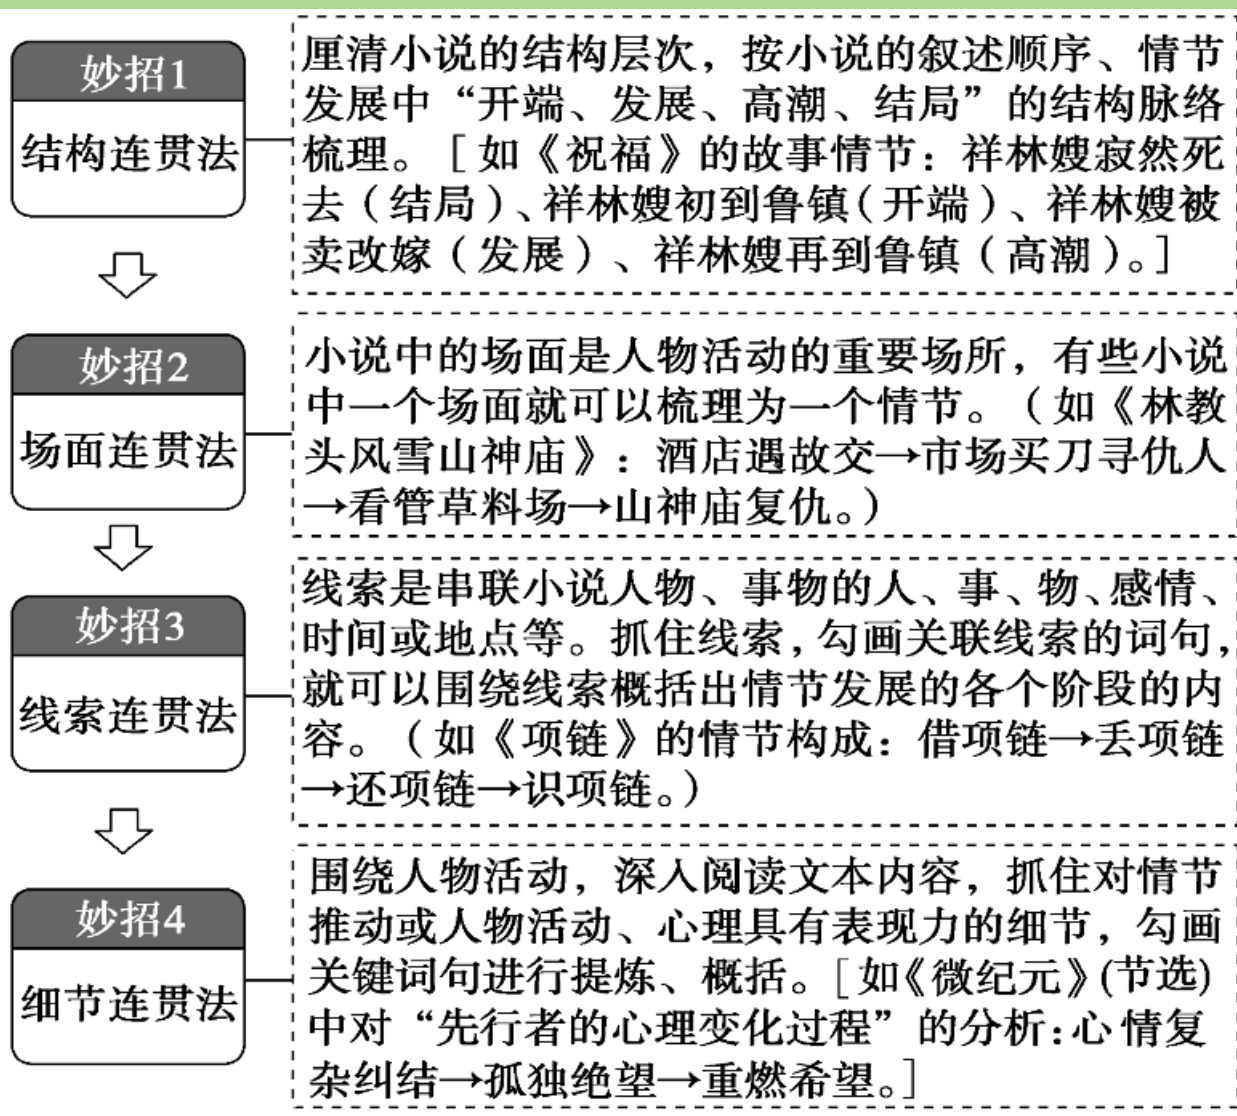 妙招1
结构连贯法
厘清小说的结构层次，按小说的叙述顺序、情节
发展中“开端、发展、高潮、结局”的结构脉络
梳理。[如《祝福》的故事情节：祥林嫂寂然死
去（结局）、祥林嫂初到鲁镇（开端）、祥林嫂被
卖改嫁（发展）、祥林嫂再到鲁镇（高潮）。]
妙招2
场面连贯法
小说中的场面是人物活动的重要场所，有些小说
中一个场面就可以梳理为一个情节。（如《林教
头风雪山神庙》：酒店遇故交→市场买刀寻仇人
→看管草料场→山神庙复仇。）
妙招3
线索连贯法
线索是串联小说人物、事物的人、事、物、感情、
时间或地点等。抓住线索，勾画关联线索的词句，
就可以围绕线索概括出情节发展的各个阶段的内
容。（如《项链》的情节构成：借项链→丢项链
→还项链→识项链。）
妙招4
细节连贯法
围绕人物活动，深入阅读文本内容，抓住对情节
推动或人物活动、心理具有表现力的细节，勾画
关键词句进行提炼、概括。[如《微纪元》(节选)
中对“先行者的心理变化过程”的分析：心情复
杂纠结→孤独绝望→重燃希望。]